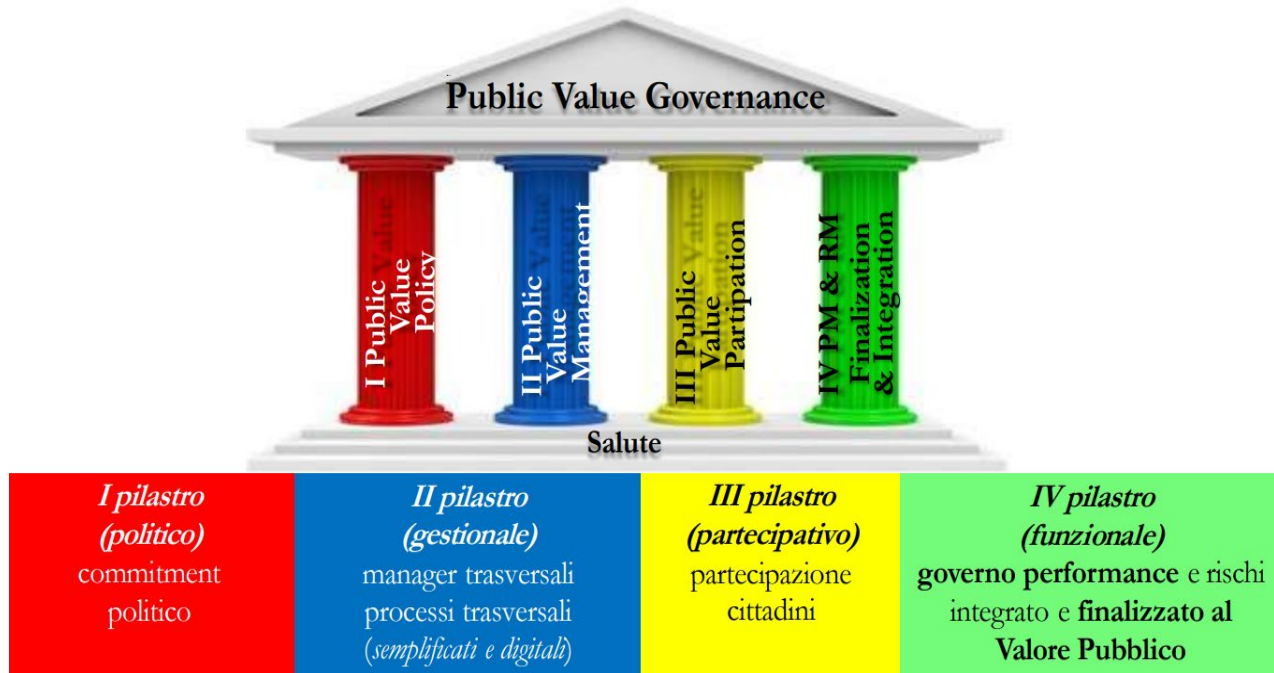 Public Value Governance
I Public
Value
Policy
II Public
Value
Management
III Public
Value
Partipation
IV PM & RM
Finalization
& Integration
Salute
I pilastro
(politico)
commitment
politico
II pilastro
(gestionale)
manager trasversali
processi trasversali
(semplificati e digitali)
III pilastro
(partecipativo)
partecipazione
cittadini
IV pilastro
(funzionale)
governo performance e rischi
integrato e finalizzato al
Valore Pubblico